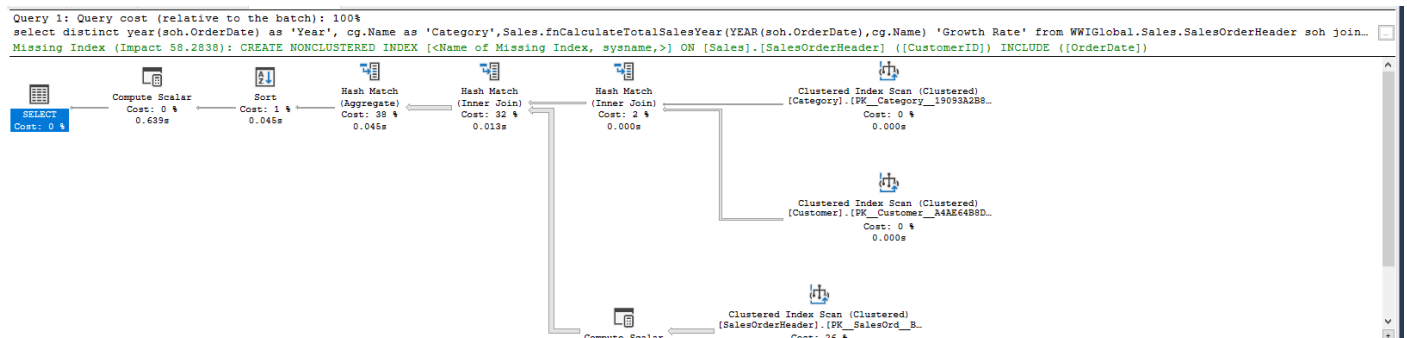 Query 1: Query cost (relative to the batch): 100%
select distinct year(soh.OrderDate) as 'Year', cg.Name as 'Category',Sales.fnCalculateTotalSalesYear(YEAR(soh.OrderDate),cg.Name) 'Growth Rate' from WWIGlobal.Sales.SalesOrderHeader soh join…
Missing Index (Impact 58.2838): CREATE NONCLUSTERED INDEX [<Name of Missing Index, sysname,>] ON [Sales].[SalesOrderHeader] ([CustomerID]) INCLUDE ([OrderDate])
SELECT
Cost: 0 %
Compute Scalar
Cost: 0 %
0.639s
Sort
Cost: 1 %
0.045s
Hash Match
(Aggregate)
Cost: 38 %
0.045s
Hash Match
(Inner Join)
Cost: 32 %
0.013s
Hash Match
(Inner Join)
Cost: 2 %
0.000s
Clustered Index Scan (Clustered)
[Category].[PK__Category__19093A2B8…
Cost: 0 %
0.000s
Clustered Index Scan (Clustered)
[Customer].[PK__Customer__A4AE64B8D…
Cost: 0 %
0.000s
Clustered Index Scan (Clustered)
[SalesOrderHeader].[PK__SalesOrd__B…
Cost: 26 %
Compute Scalar